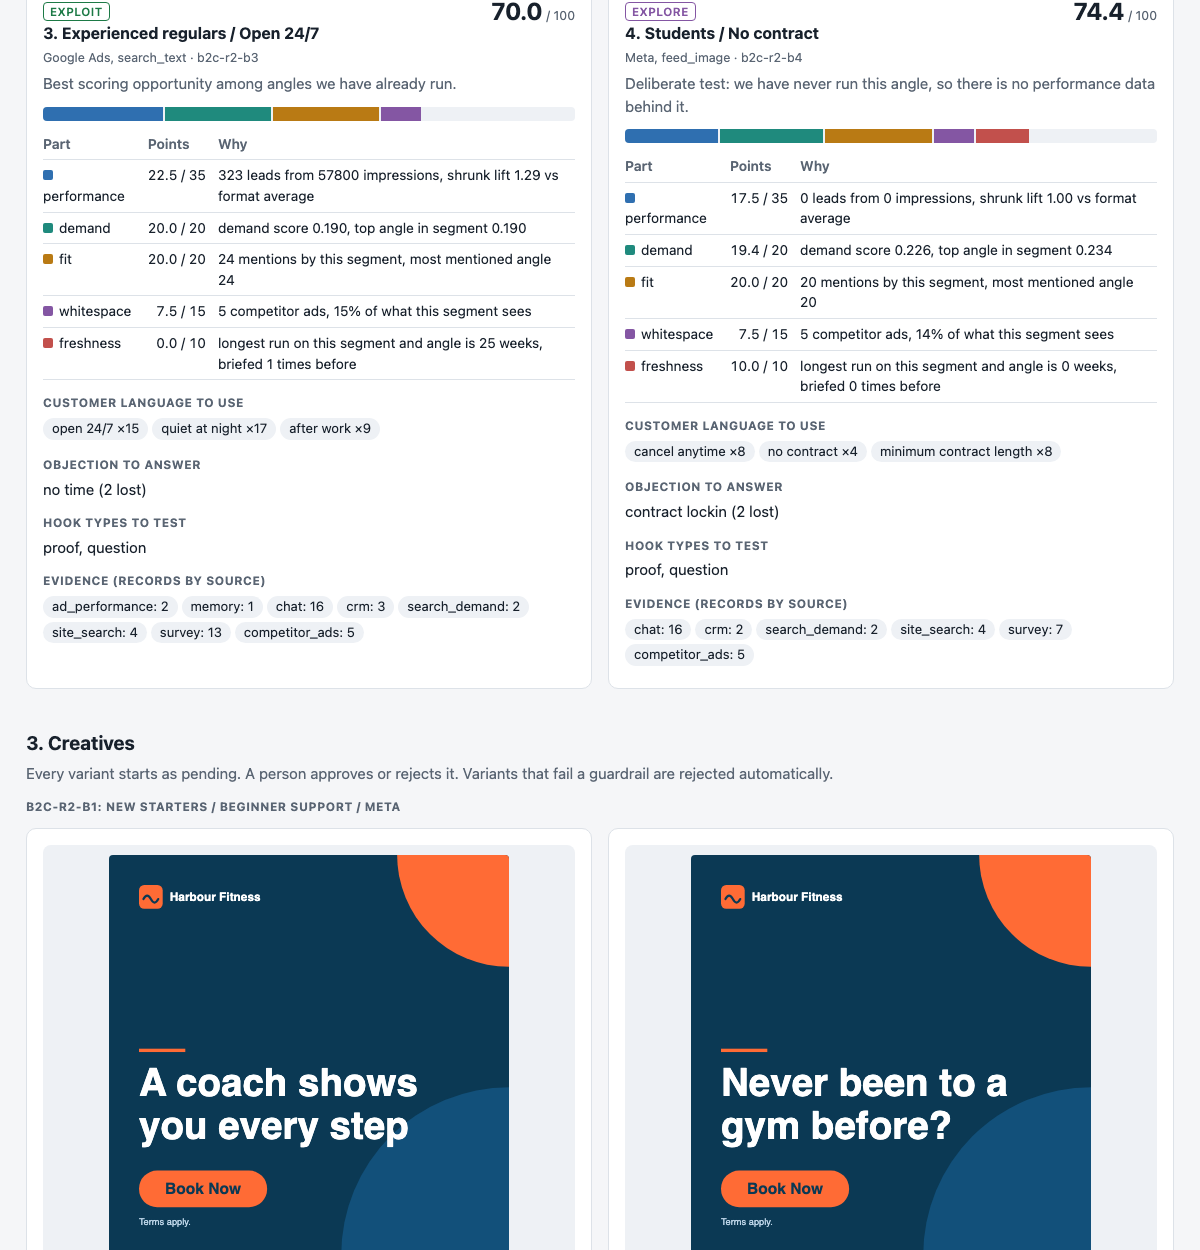 EXPLOIT
70.0 / 100
3. Experienced regulars / Open 24/7
Google Ads, search_text · b2c-r2-b3
Best scoring opportunity among angles we have already run.
Part Points Why
performance 22.5 / 35 323 leads from 57800 impressions, shrunk lift 1.29 vs
format average
demand 20.0 / 20 demand score 0.190, top angle in segment 0.190
fit 20.0 / 20 24 mentions by this segment, most mentioned angle
24
whitespace 7.5 / 15 5 competitor ads, 15% of what this segment sees
freshness 0.0 / 10 longest run on this segment and angle is 25 weeks,
briefed 1 times before
CUSTOMER LANGUAGE TO USE
open 24/7 ×15 quiet at night ×17 after work ×9
OBJECTION TO ANSWER
no time (2 lost)
HOOK TYPES TO TEST
proof, question
EVIDENCE (RECORDS BY SOURCE)
ad_performance: 2 memory: 1 chat: 16 crm: 3 search_demand: 2
site_search: 4 survey: 13 competitor_ads: 5
EXPLORE
74.4 / 100
4. Students / No contract
Meta, feed_image · b2c-r2-b4
Deliberate test: we have never run this angle, so there is no performance data
behind it.
Part Points Why
performance 17.5 / 35 0 leads from 0 impressions, shrunk lift 1.00 vs format
average
demand 19.4 / 20 demand score 0.226, top angle in segment 0.234
fit 20.0 / 20 20 mentions by this segment, most mentioned angle
20
whitespace 7.5 / 15 5 competitor ads, 14% of what this segment sees
freshness 10.0 / 10 longest run on this segment and angle is 0 weeks,
briefed 0 times before
CUSTOMER LANGUAGE TO USE
cancel anytime ×8 no contract ×4 minimum contract length ×8
OBJECTION TO ANSWER
contract lockin (2 lost)
HOOK TYPES TO TEST
proof, question
EVIDENCE (RECORDS BY SOURCE)
chat: 16 crm: 2 search_demand: 2 site_search: 4 survey: 7
competitor_ads: 5
3. Creatives
Every variant starts as pending. A person approves or rejects it. Variants that fail a guardrail are rejected automatically.
B2C-R2-B1: NEW STARTERS / BEGINNER SUPPORT / META
Harbour Fitness
A coach shows
you every step
Book Now
Terms apply.
Harbour Fitness
Never been to a
gym before?
Book Now
Terms apply.